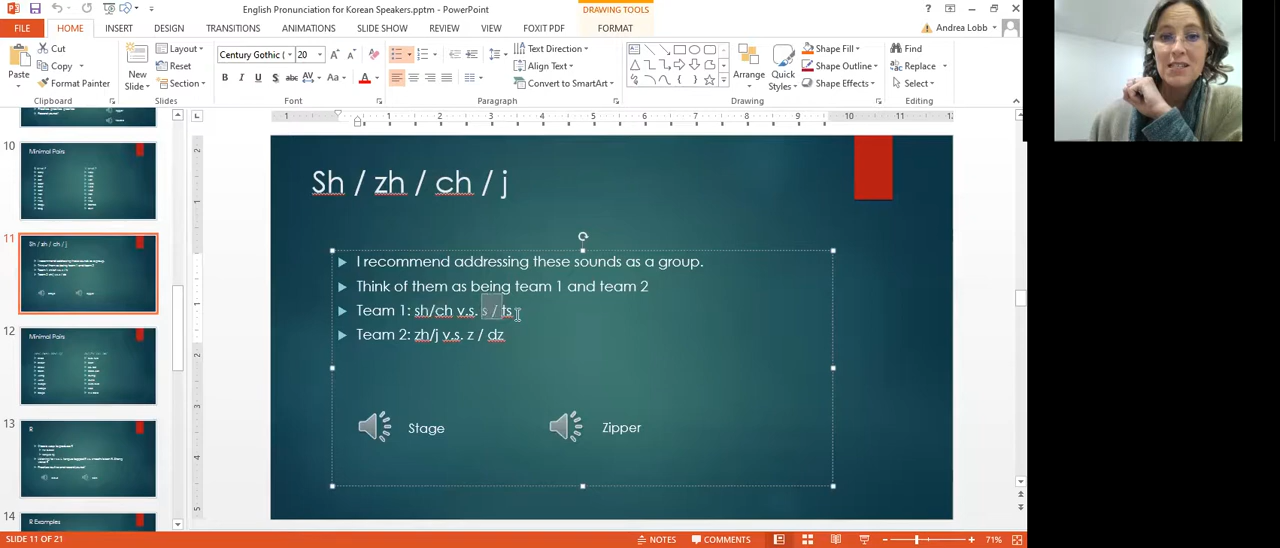 English Pronunciation for Korean Speakers.pptm - PowerPoint
DRAWING TOOLS
FILE HOME INSERT DESIGN TRANSITIONS ANIMATIONS SLIDE SHOW REVIEW VIEW FOXIT PDF FORMAT
Andrea Lobb
Paste
Cut
Copy
Format Painter
Clipboard
New Slide
Layout
Reset
Section
Slides
Century Gothic (
20
Font
Text Direction
Align Text
Convert to SmartArt
Paragraph
Arrange
Quick Styles
Shape Fill
Shape Outline
Shape Effects
Drawing
Find
Replace
Select
Editing
10
Minimal Pairs
11
Sh / zh / ch / j
12
Minimal Pairs
13
R
14
R Examples
Sh / zh / ch / j
I recommend addressing these sounds as a group.
Think of them as being team 1 and team 2
Team 1: sh/ch v.s. s / ts
Team 2: zh/j v.s. z / dz
Stage
Zipper
SLIDE 11 OF 21
NOTES
COMMENTS
71%